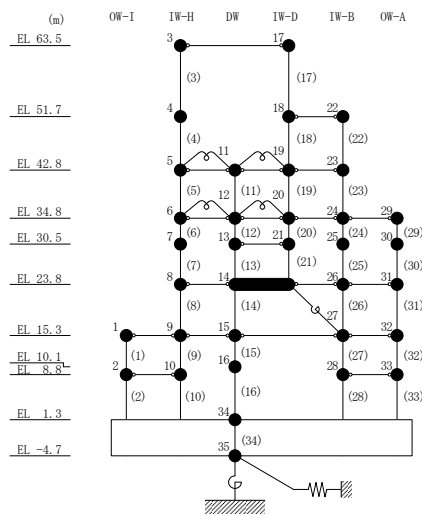 (m) OW-I IW-H DW IW-D IW-B OW-A
EL 63.5 3 17
(3) (17)
EL 51.7 4 18 22
(4) (18) (22)
EL 42.8 5 11 19 23
(5) (11) (19) (23)
EL 34.8 6 12 20 24 29
(6) (12) (20) (24) (29)
EL 30.5 7 13 21 25 30
(7) (13) (21) (25) (30)
EL 23.8 8 14 26 31
(8) (14) (26) (31)
EL 15.3 1 9 15 27 32
(1) (9) (15) (27) (32)
EL 10.1 16
EL 8.8 2 10 28 33
(2) (10) (16) (28) (33)
EL 1.3 34
(34)
EL -4.7 35